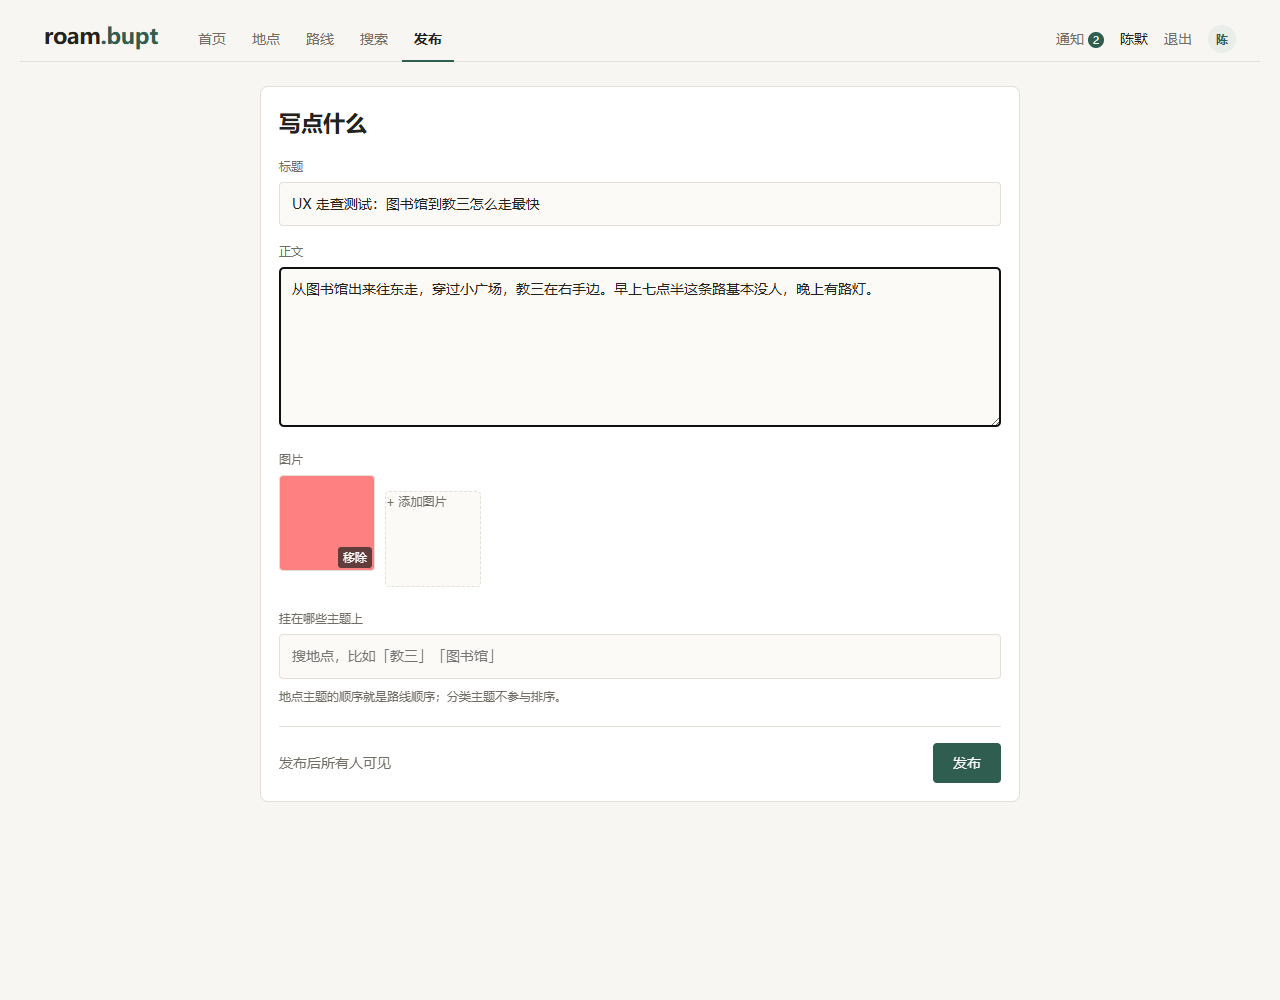 roam.bupt 首页 地点 路线 搜索 发布 通知 2 陈默 退出 陈
写点什么
标题
UX 走查测试：图书馆到教三怎么走最快
正文
从图书馆出来往东走，穿过小广场，教三在右手边。早上七点半这条路基本没人，晚上有路灯。
图片
移除
+ 添加图片
挂在哪些主题上
搜地点，比如「教三」「图书馆」
地点主题的顺序就是路线顺序；分类主题不参与排序。
发布后所有人可见 发布